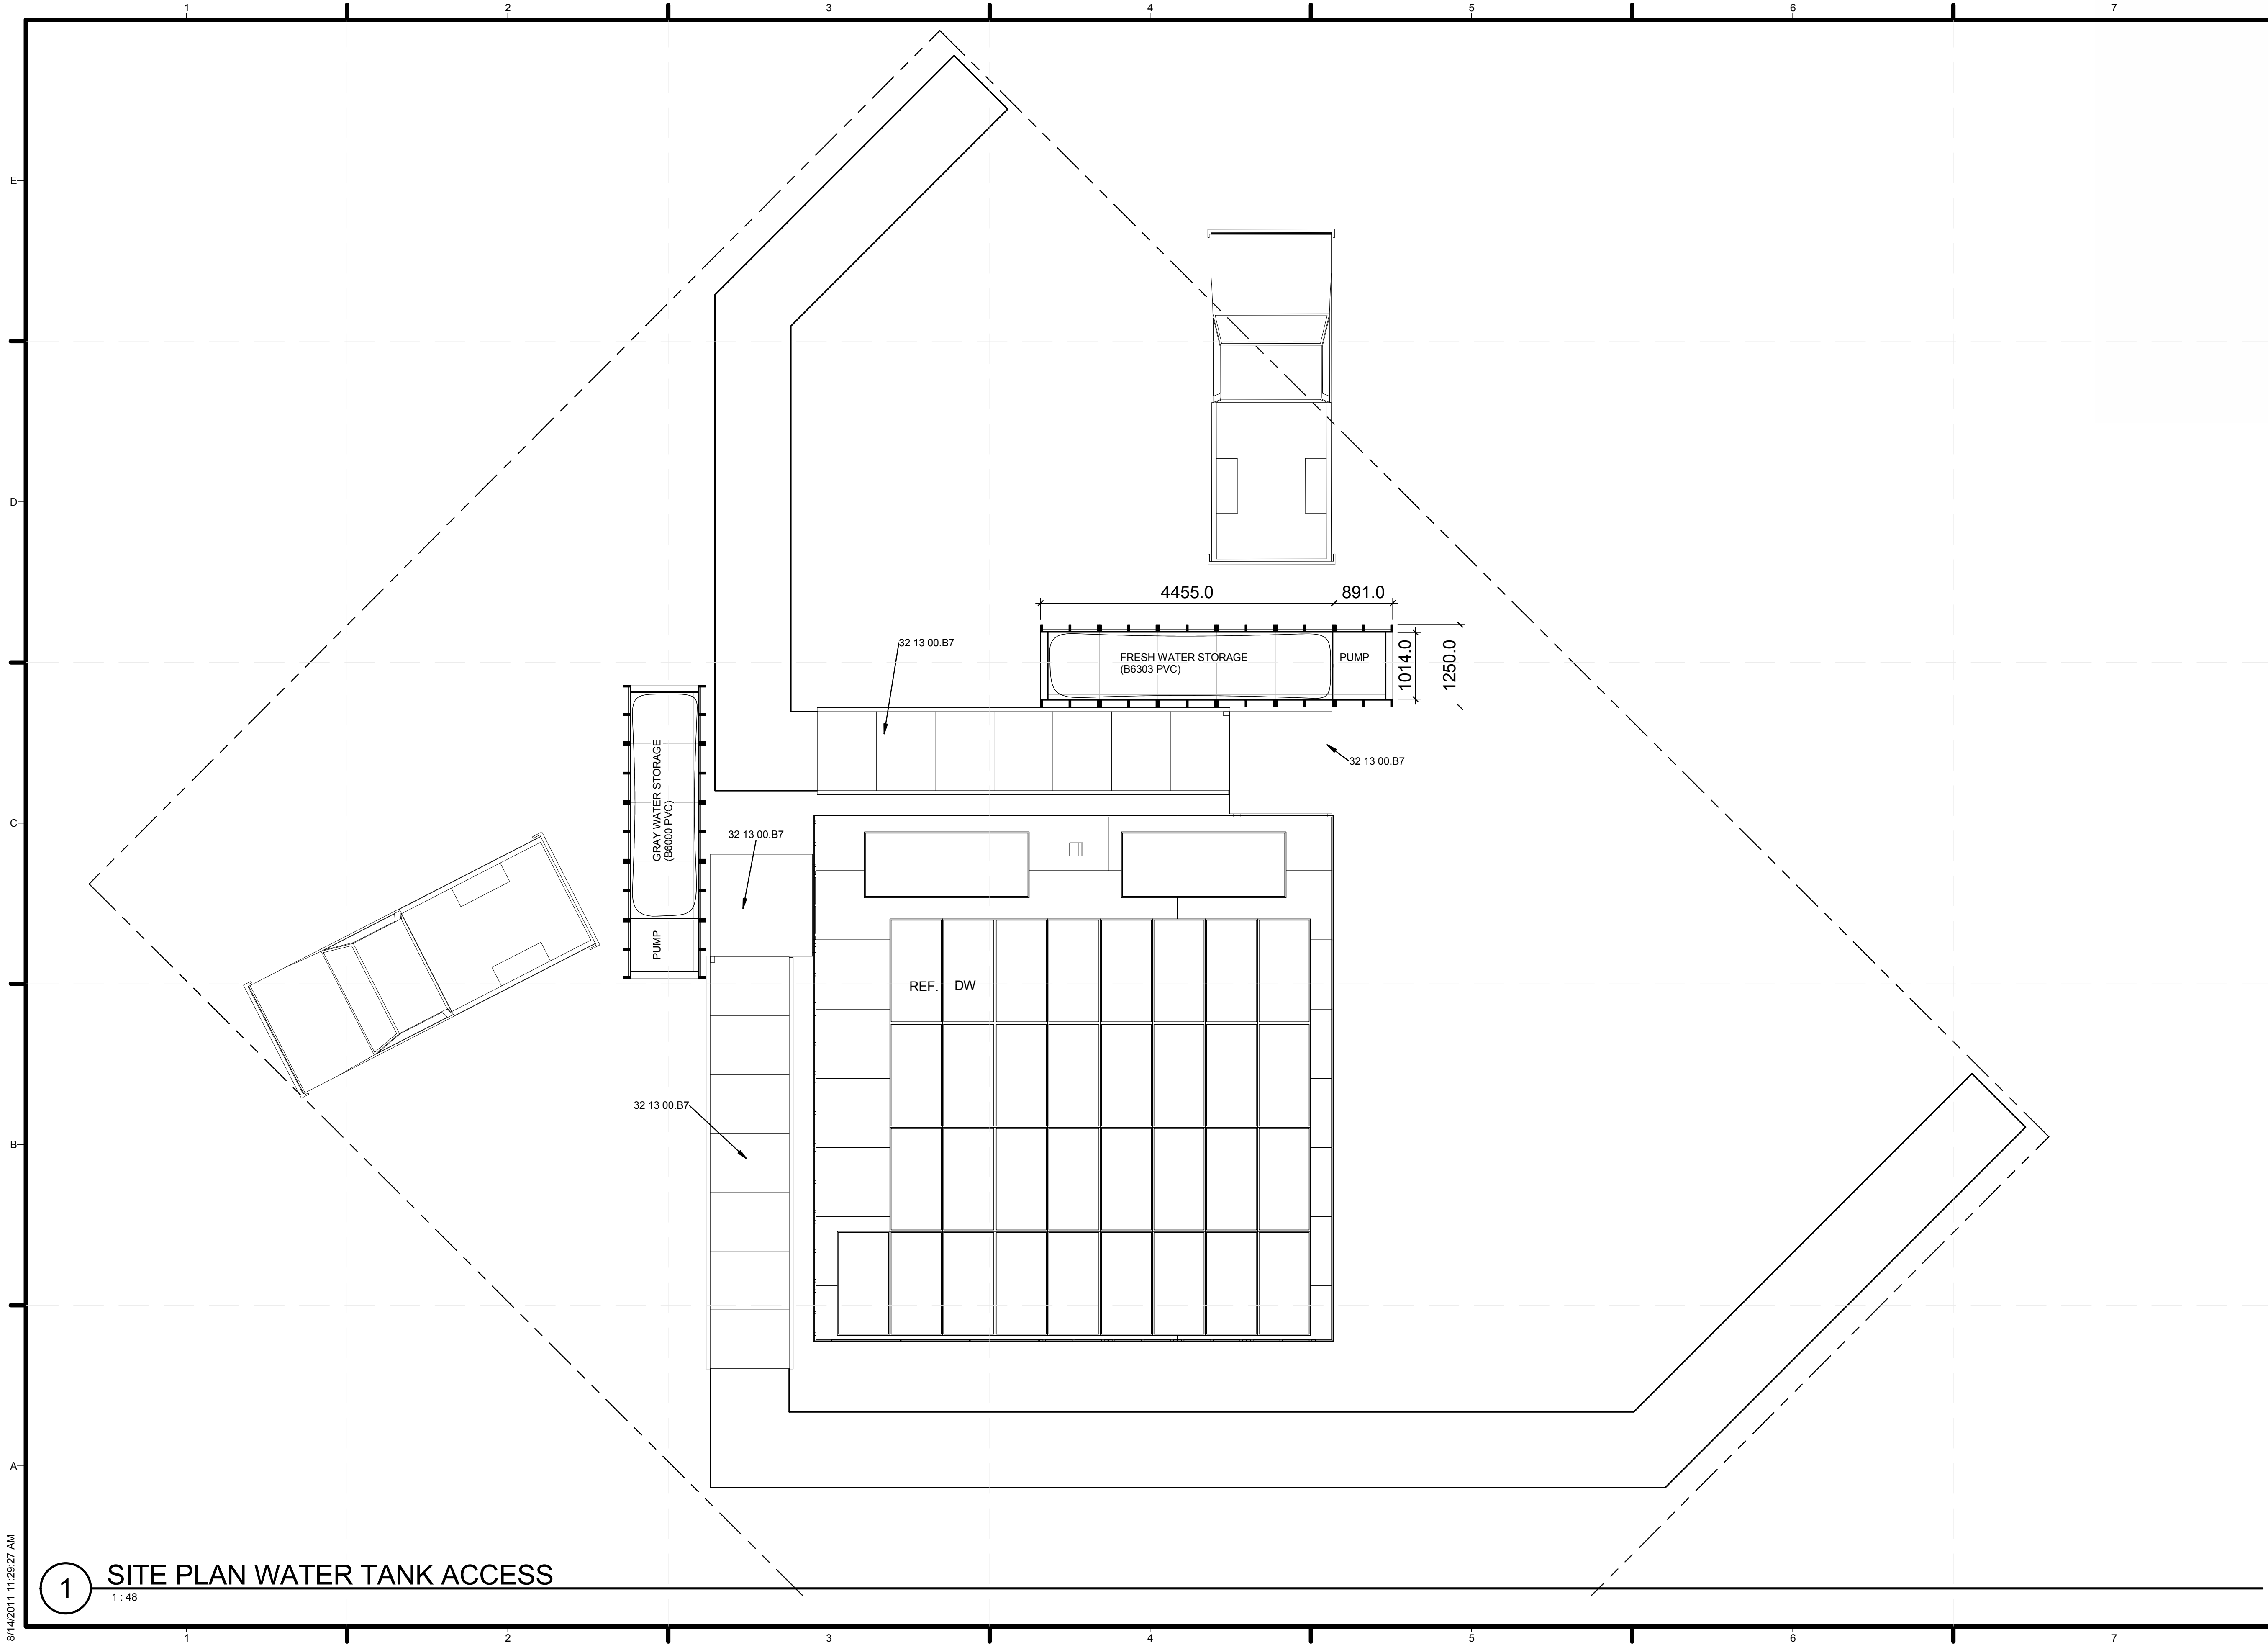 1 2 3 4 5 6 7
E
D
4455.0 891.0
32 13 00.B7
FRESH WATER STORAGE
(B6303 PVC)
PUMP
1014.0
1250.0
32 13 00.B7
GRAY WATER STORAGE
(B6000 PVC)
PUMP
C
32 13 00.B7
REF. DW
32 13 00.B7
B
A
1
SITE PLAN WATER TANK ACCESS
1 : 48
8/14/2011 11:29:27 AM
1 2 3 4 5 6 7